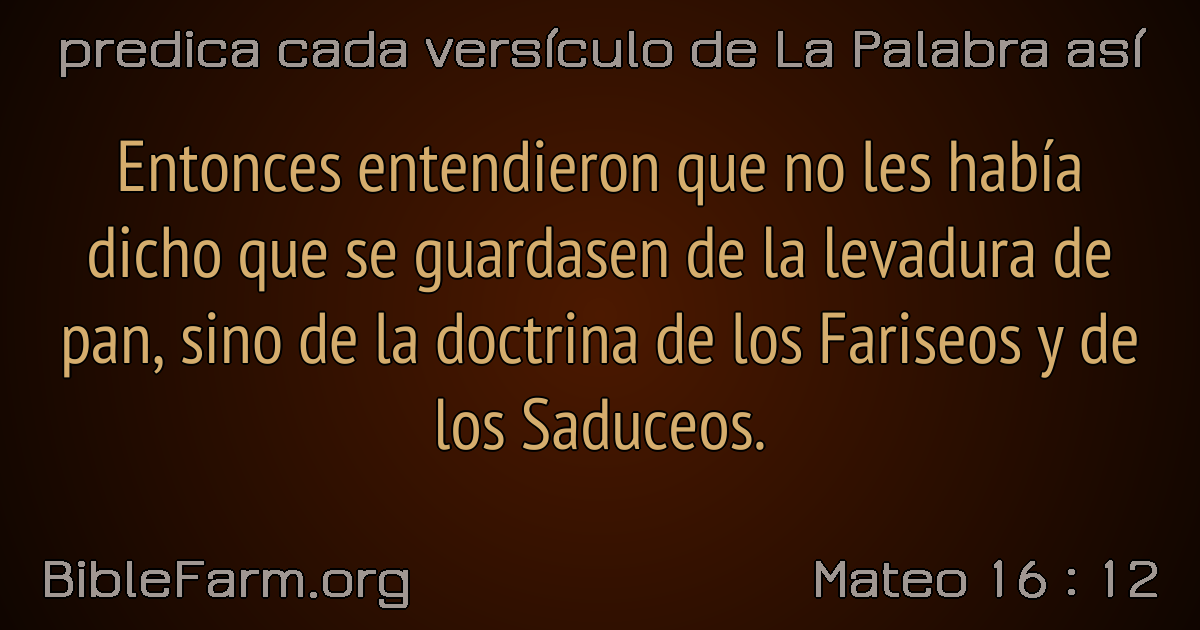 predica cada versículo de La Palabra así
Entonces entendieron que no les había
dicho que se guardasen de la levadura de
pan, sino de la doctrina de los Fariseos y de
los Saduceos.
BibleFarm.org
Mateo 16 : 12